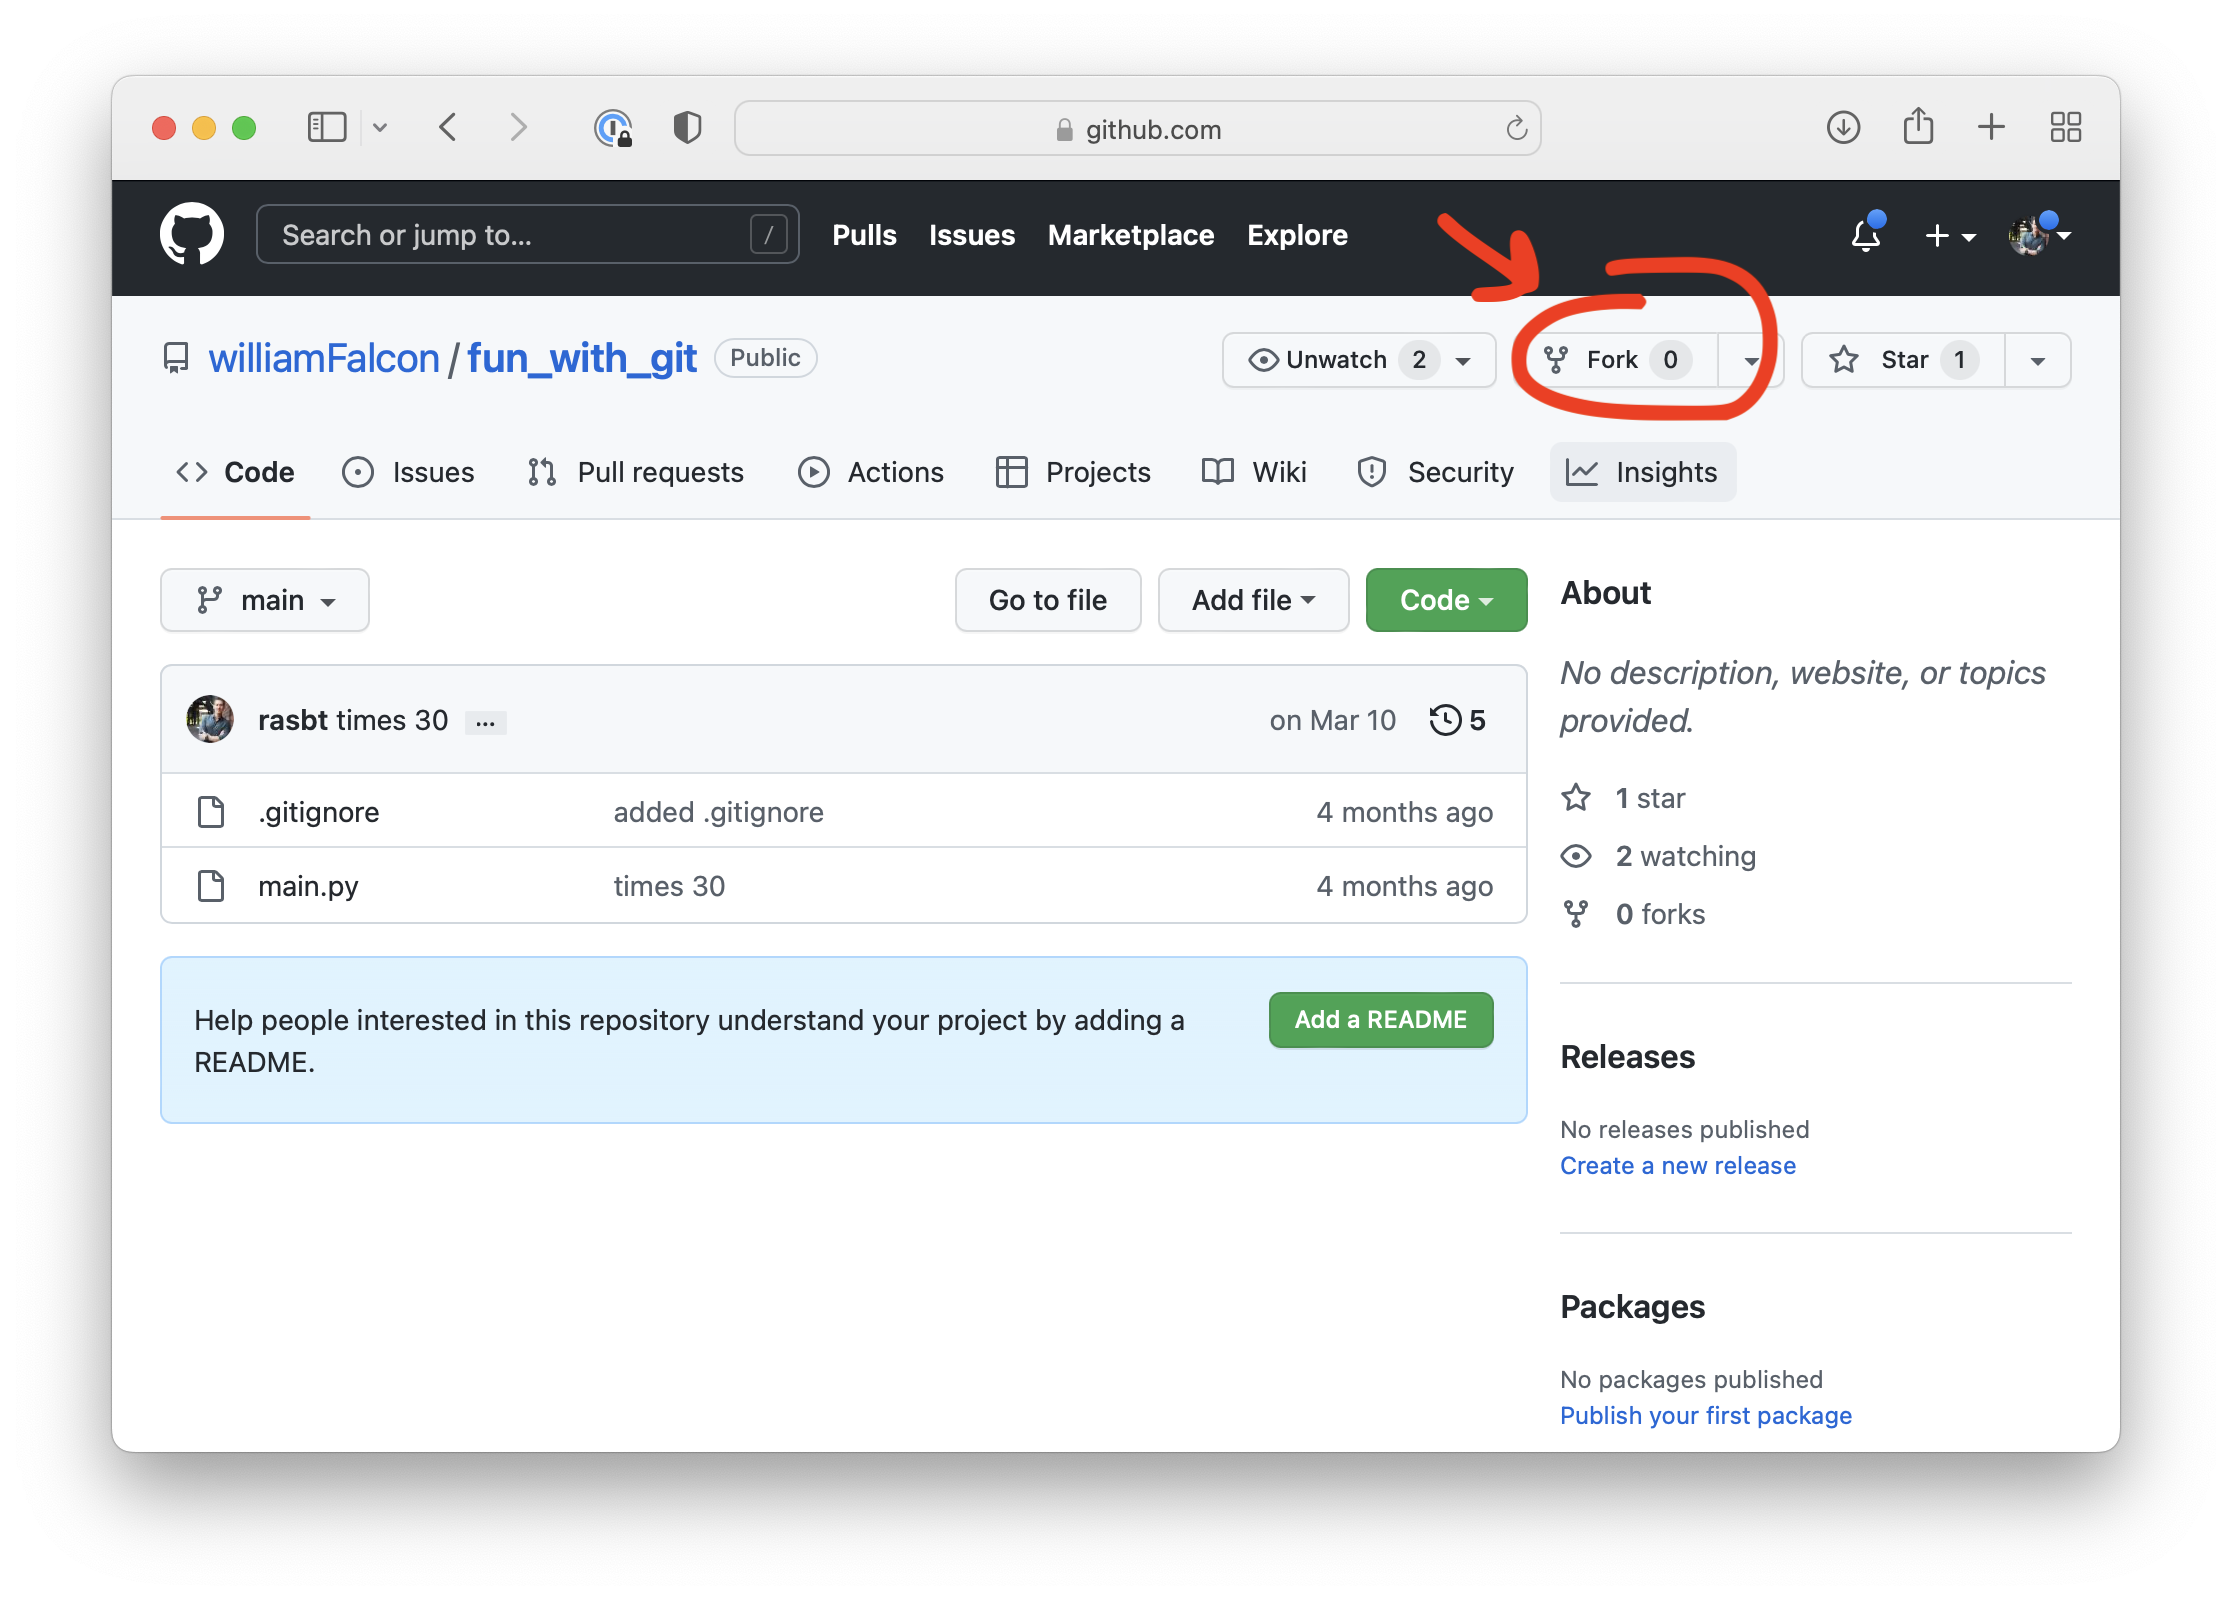 github.com
Search or jump to... /
Pulls Issues Marketplace Explore
williamFalcon / fun_with_git Public
Unwatch 2 Fork 0 Star 1
Code Issues Pull requests Actions Projects Wiki Security Insights
main Go to file Add file Code
rasbt times 30 ... on Mar 10 5
.gitignore added .gitignore 4 months ago
main.py times 30 4 months ago
Help people interested in this repository understand your project by adding a
README.
Add a README
About
No description, website, or topics
provided.
1 star
2 watching
0 forks
Releases
No releases published
Create a new release
Packages
No packages published
Publish your first package